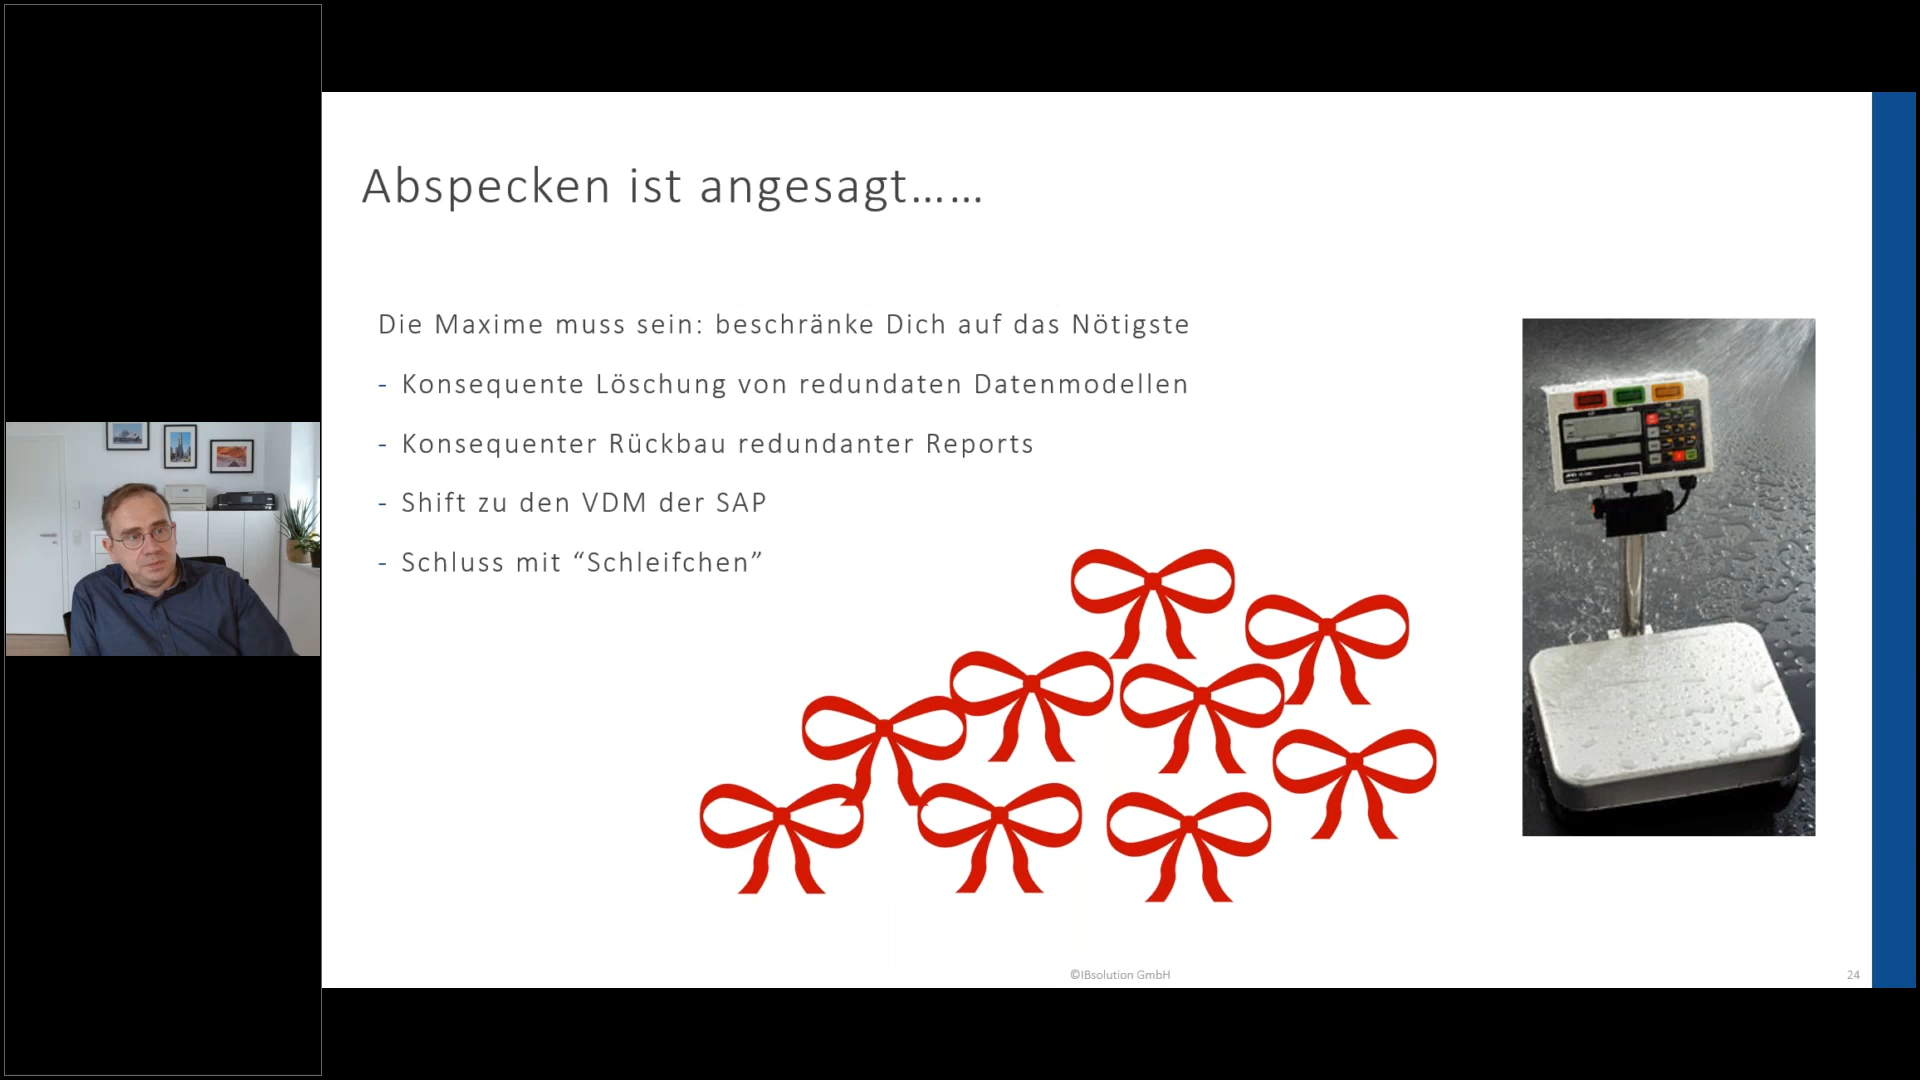 Abspecken ist angesagt……
Die Maxime muss sein: beschränke Dich auf das Nötigste
- Konsequente Löschung von redundaten Datenmodellen
- Konsequenter Rückbau redundanter Reports
- Shift zu den VDM der SAP
- Schluss mit “Schleifchen”
©IBsolution GmbH
24